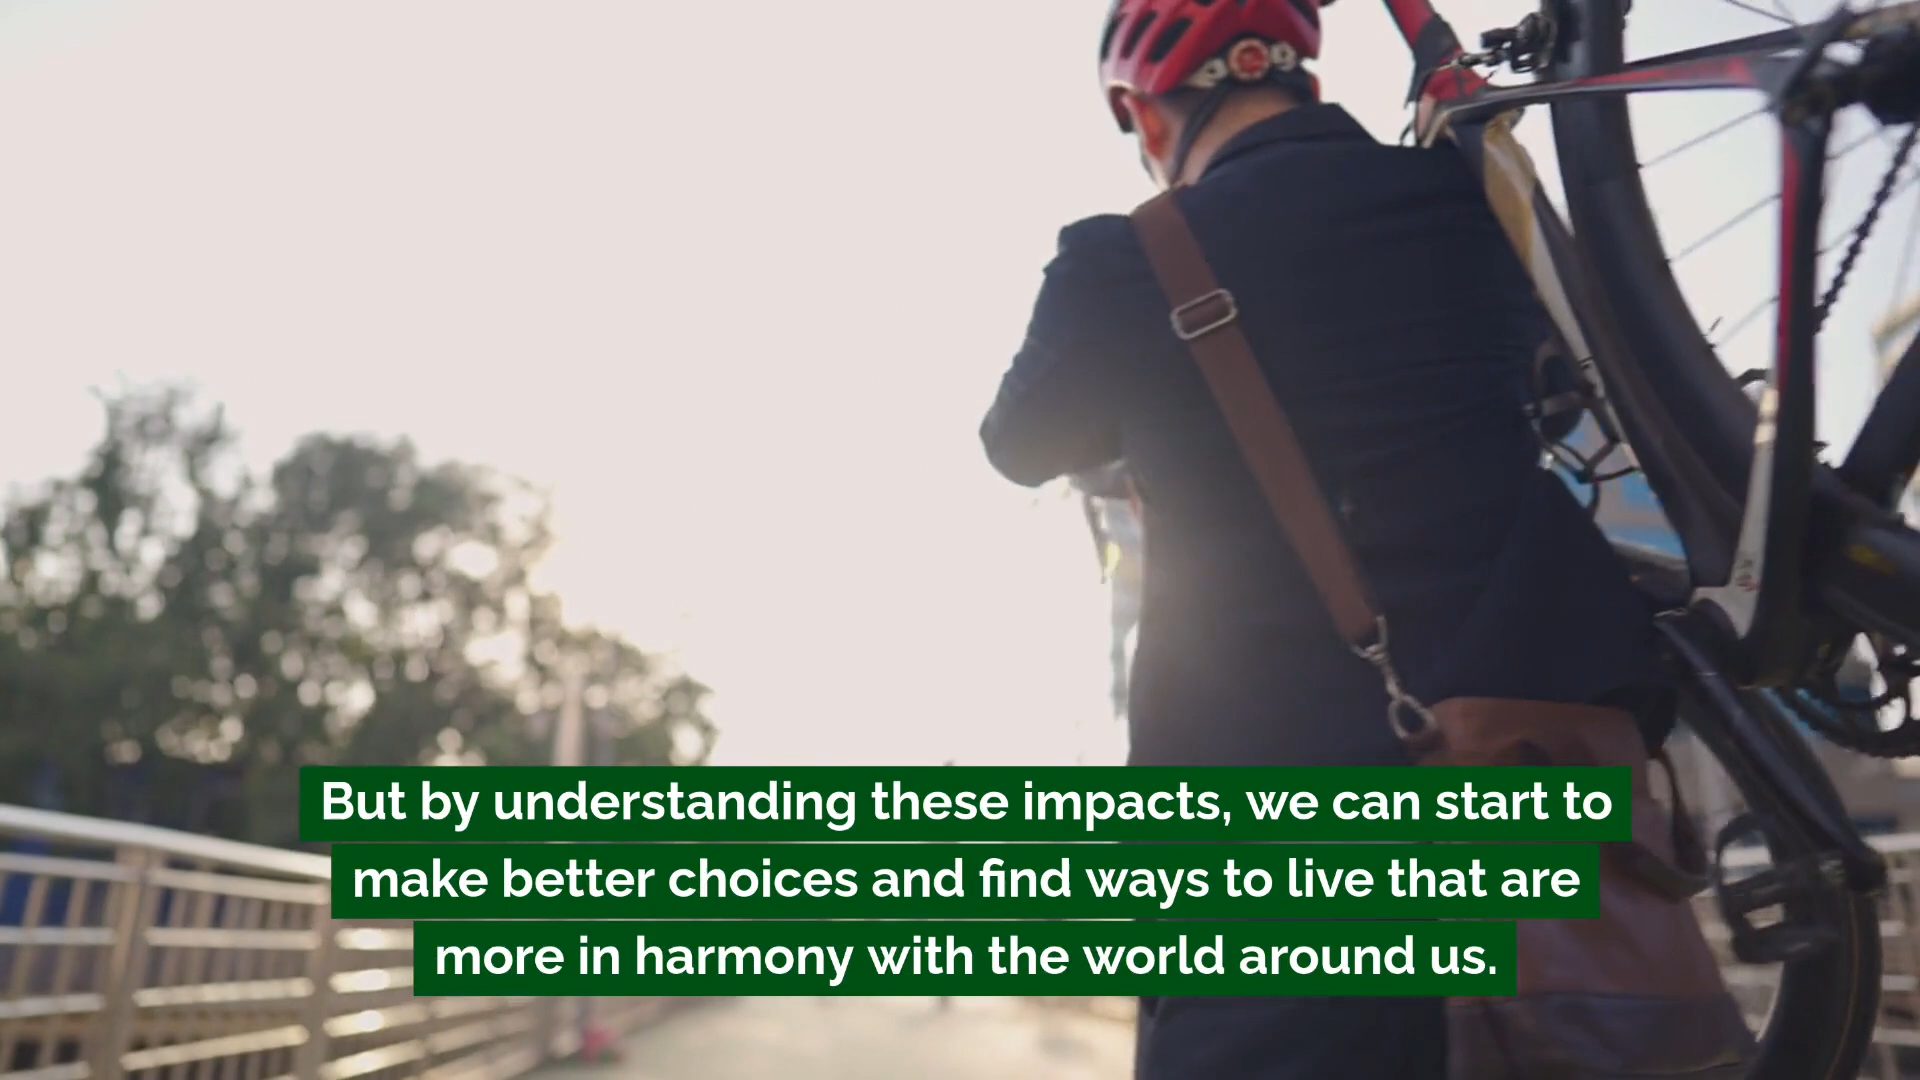 But by understanding these impacts, we can start to
make better choices and find ways to live that are
more in harmony with the world around us.